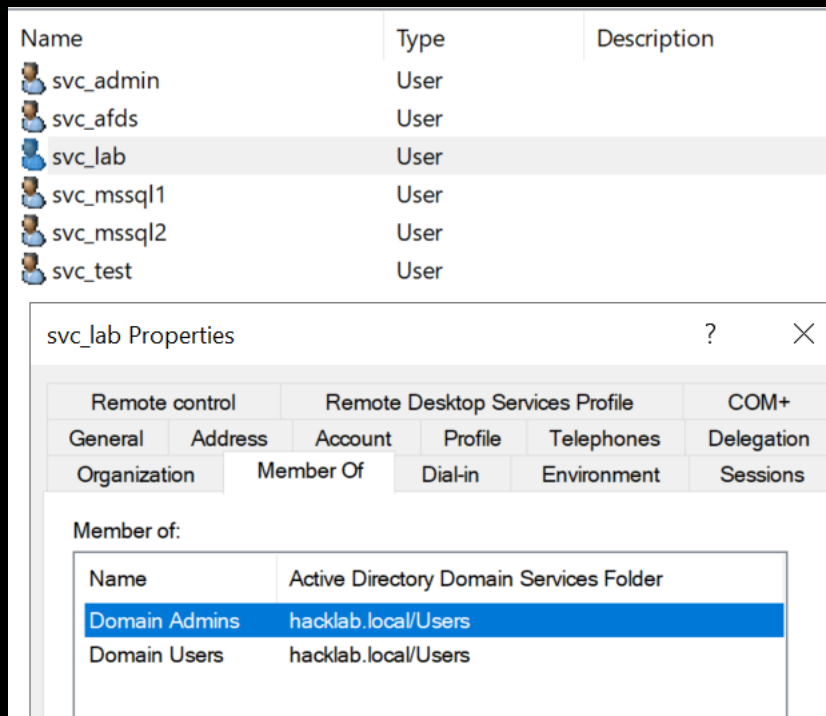 Name Type Description
svc_admin User
svc_afds User
svc_lab User
svc_mssql1 User
svc_mssql2 User
svc_test User
svc_lab Properties ?
Remote control Remote Desktop Services Profile COM+
General Address Account Profile Telephones Delegation
Organization Member Of Dial-in Environment Sessions
Member of:
Name Active Directory Domain Services Folder
Domain Admins hacklab.local/Users
Domain Users hacklab.local/Users